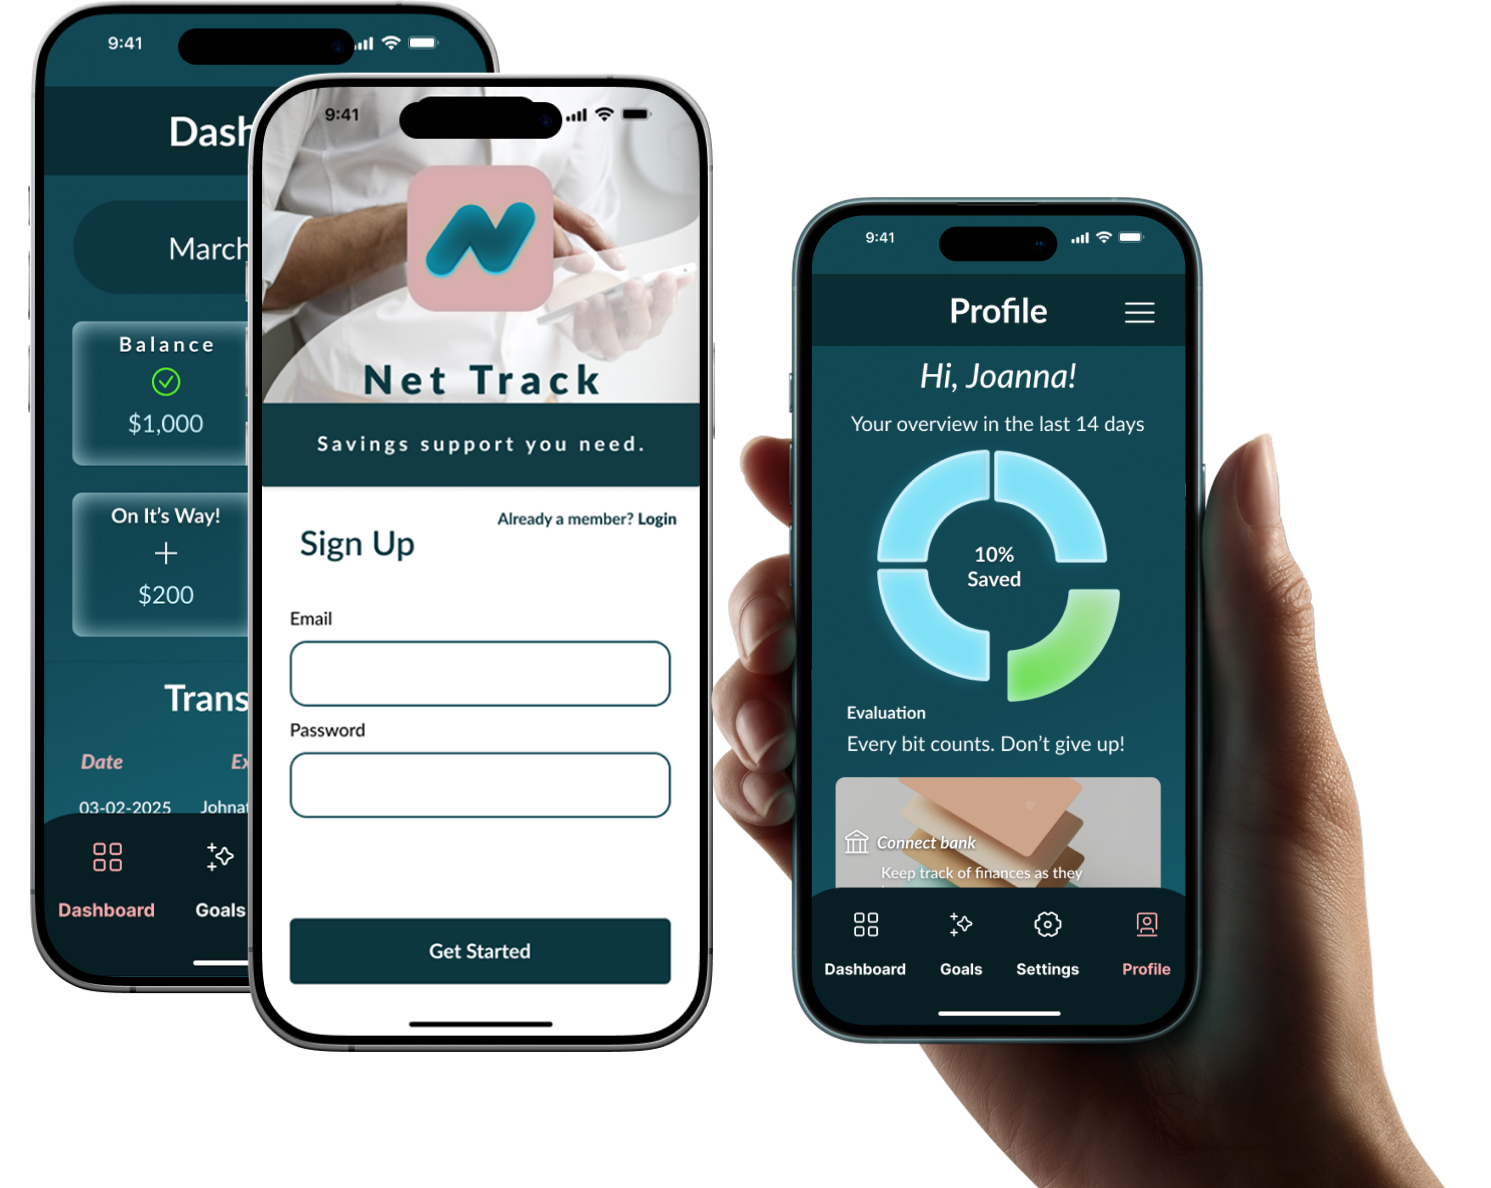 9:41
Dash
March
Balance
$1,000
On It's Way!
$200
Trans
Date Ex
03-02-2025 Johnat
Dashboard Goals
9:41
Net Track
Savings support you need.
Already a member? Login
Sign Up
Email
Password
Get Started
9:41
Profile
Hi, Joanna!
Your overview in the last 14 days
10%
Saved
Evaluation
Every bit counts. Don't give up!
Connect bank
Keep track of finances as they
Dashboard Goals Settings Profile